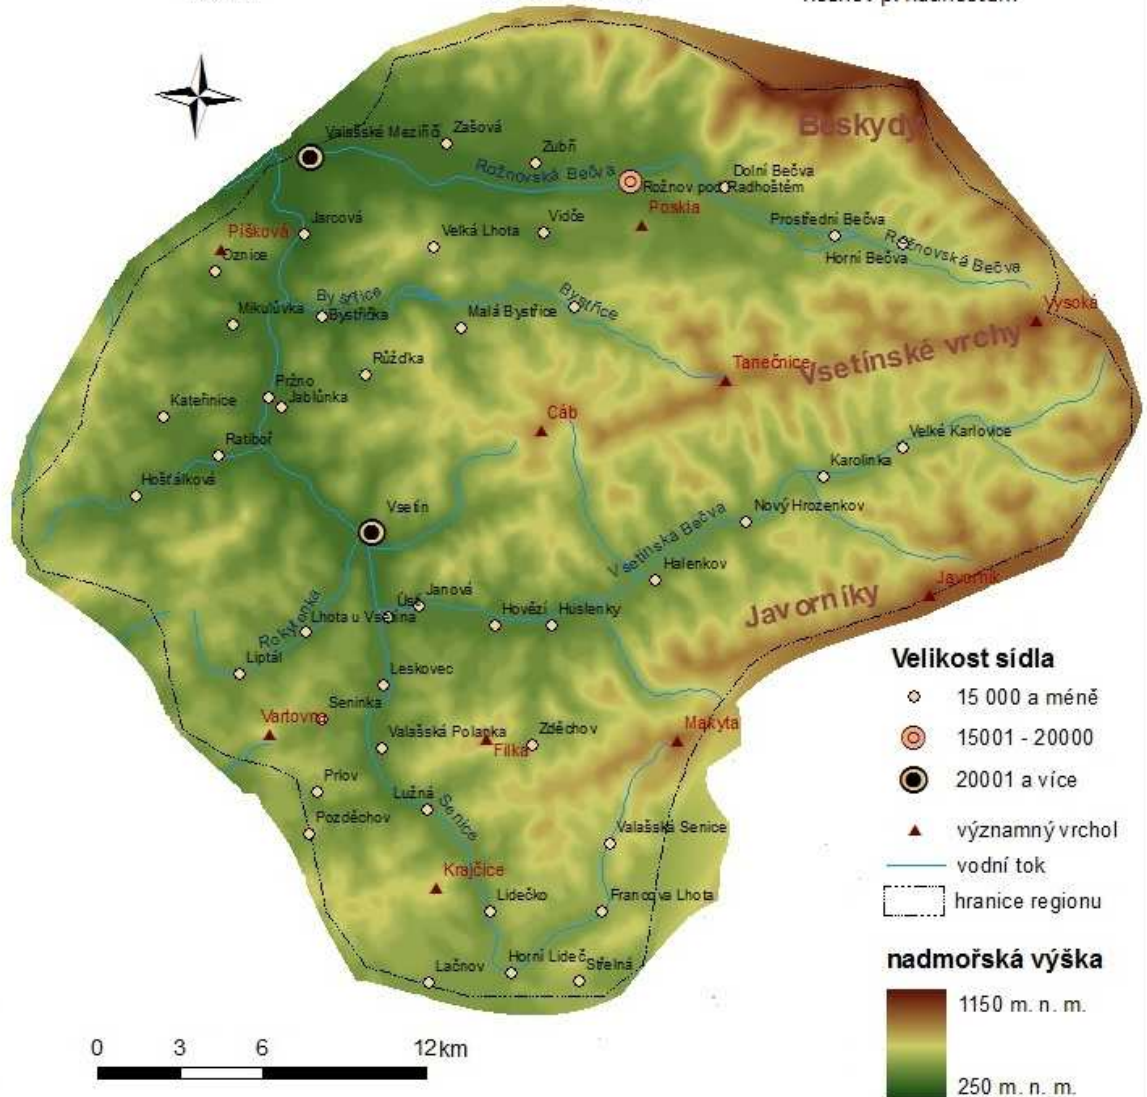 Valašské Meziříčí
Zašová
Zubří
Beskydy
Rožnovská Bečva
Dolní Bečva
Rožnov pod Radhoštěm
Poskla
Jarcová
Píšková
Velká Lhota
Vidče
Prostřední Bečva
Rožnovská Bečva
Horní Bečva
Oznice
Bystřice
Bystřice
Mikulůvka
Bystřička
Malá Bystřice
Vysoká
Vsetínské vrchy
Růžďka
Tanečnice
Pržno
Jablůnka
Kateřinice
Cáb
Ratiboř
Velké Karlovice
Karolinka
Hošťálková
Vsetín
Nový Hrozenkov
Vsetínská Bečva
Halenkov
Javorník
Javorníky
Janová
Ústí
Hovězí
Huslenky
Rokytenka
Lhota u Vsetína
Liptál
Leskovec
Seninka
Vartovna
Valašská Polanka
Filka
Zděchov
Makyta
Prlov
Lužná
Senice
Pozděchov
Valašská Senice
Krajčice
Lidečko
Francova Lhota
Lačnov
Horní Lideč
Střelná
Velikost sídla
15 000 a méně
15001 - 20000
20001 a více
významný vrchol
vodní tok
hranice regionu
nadmořská výška
1150 m. n. m.
250 m. n. m.
0 3 6 12km